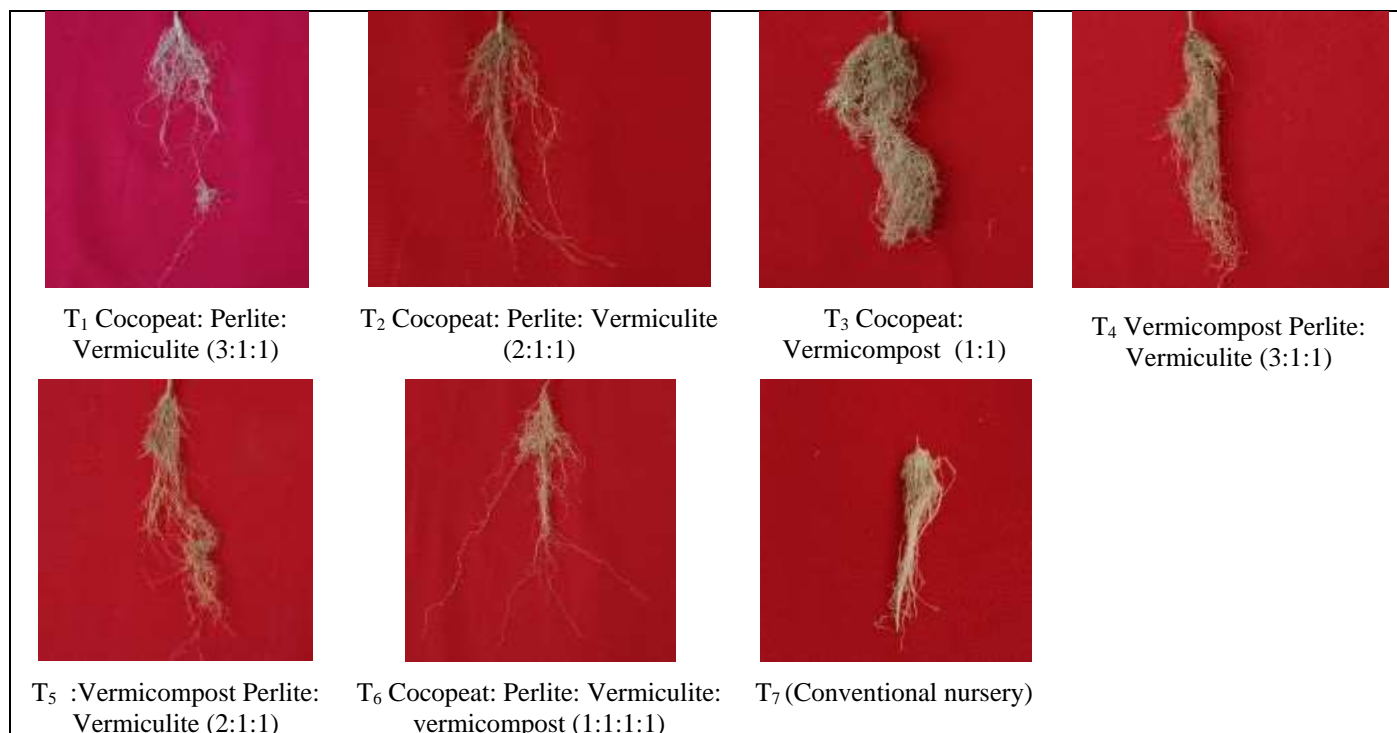 T₁ Cocopeat: Perlite:
Vermiculite (3:1:1)
T₂ Cocopeat: Perlite: Vermiculite
(2:1:1)
T₃ Cocopeat:
Vermicompost (1:1)
T₄ Vermicompost Perlite:
Vermiculite (3:1:1)
T₅ :Vermicompost Perlite:
Vermiculite (2:1:1)
T₆ Cocopeat: Perlite: Vermiculite:
vermicompost (1:1:1:1)
T₇ (Conventional nursery)